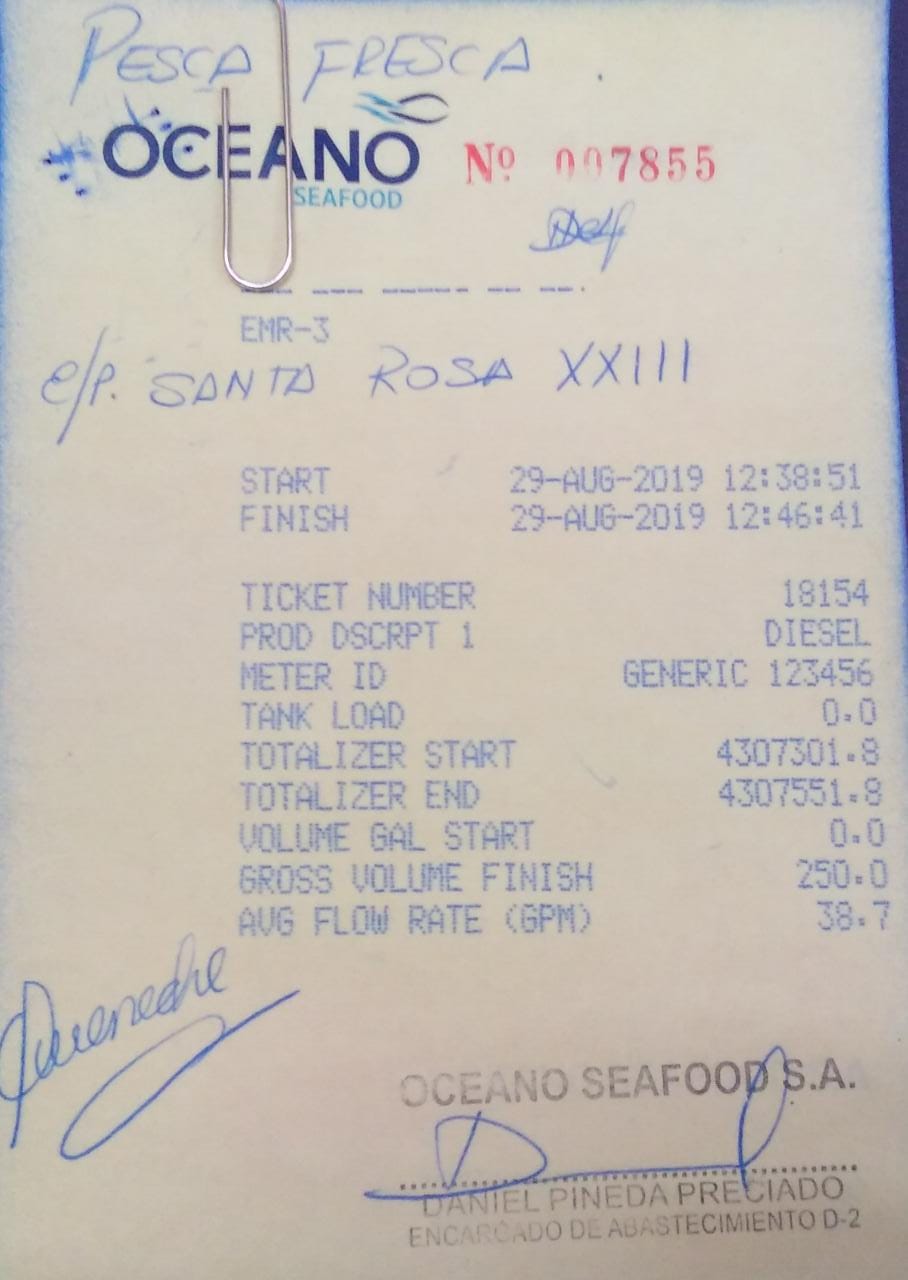 PESCA FRESCA.
OCEANO
SEAFOOD
Nº 007855
EMR-3
e/p. SANTA ROSA XXIII
START 29-AUG-2019 12:38:51
FINISH 29-AUG-2019 12:46:41
TICKET NUMBER 18154
PROD DSCRPT 1 DIESEL
METER ID GENERIC 123456
TANK LOAD 0.0
TOTALIZER START 4307301.8
TOTALIZER END 4307551.8
VOLUME GAL START 0.0
GROSS VOLUME FINISH 250.0
AVG FLOW RATE (GPM) 38.7
OCEANO SEAFOOD S.A.
DANIEL PINEDA PRECIADO
ENCARGADO DE ABASTECIMIENTO D-2